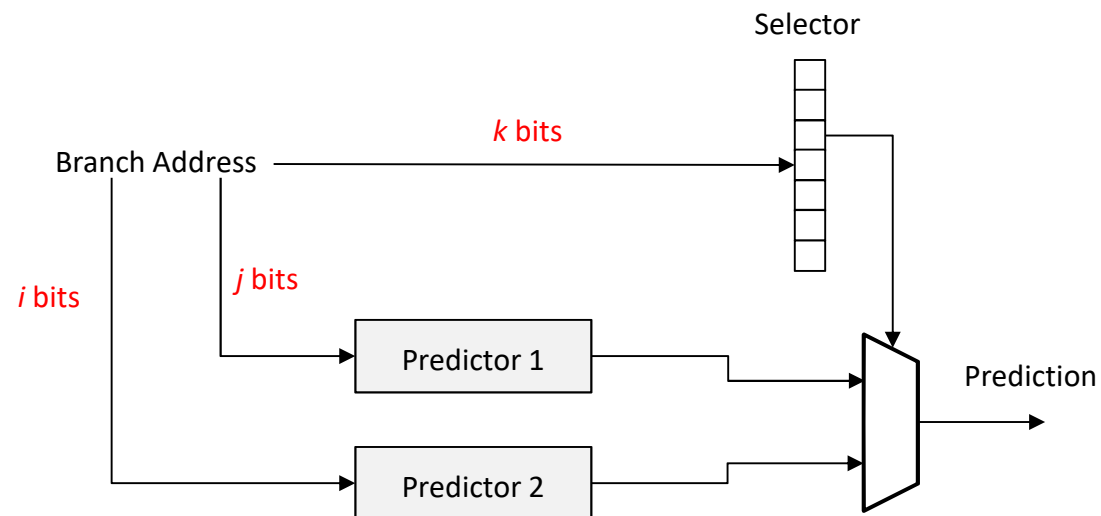 Selector
k bits
Branch Address
j bits
i bits
Predictor 1
Prediction
Predictor 2